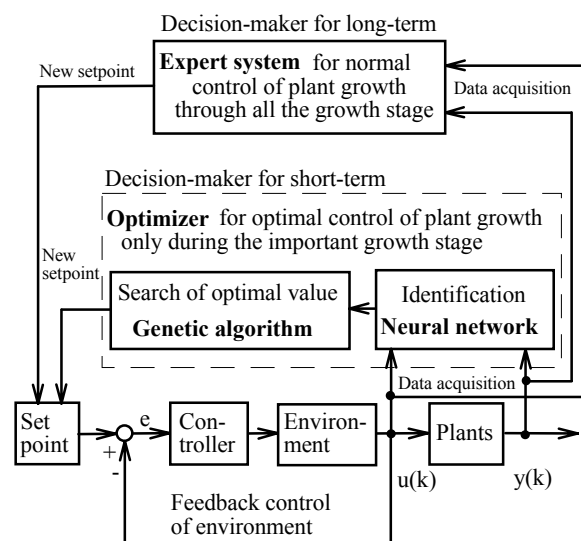 Decision-maker for long-term
Expert system for normal
control of plant growth
through all the growth stage
New setpoint
Data acquisition
Decision-maker for short-term
Optimizer for optimal control of plant growth
only during the important growth stage
New
setpoint
Search of optimal value
Genetic algorithm
Identification
Neural network
Data acquisition
Set
point
+
-
e
Con-
troller
Environ-
ment
Plants
u(k)
y(k)
Feedback control
of environment